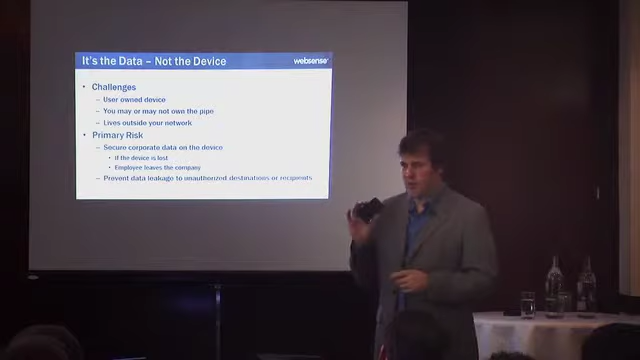 It's the Data – Not the Device
websense
• Challenges
– User owned device
– You may or may not own the pipe
– Lives outside your network
• Primary Risk
– Secure corporate data on the device
• If the device is lost
• Employee leaves the company
– Prevent data leakage to unauthorized destinations or recipients